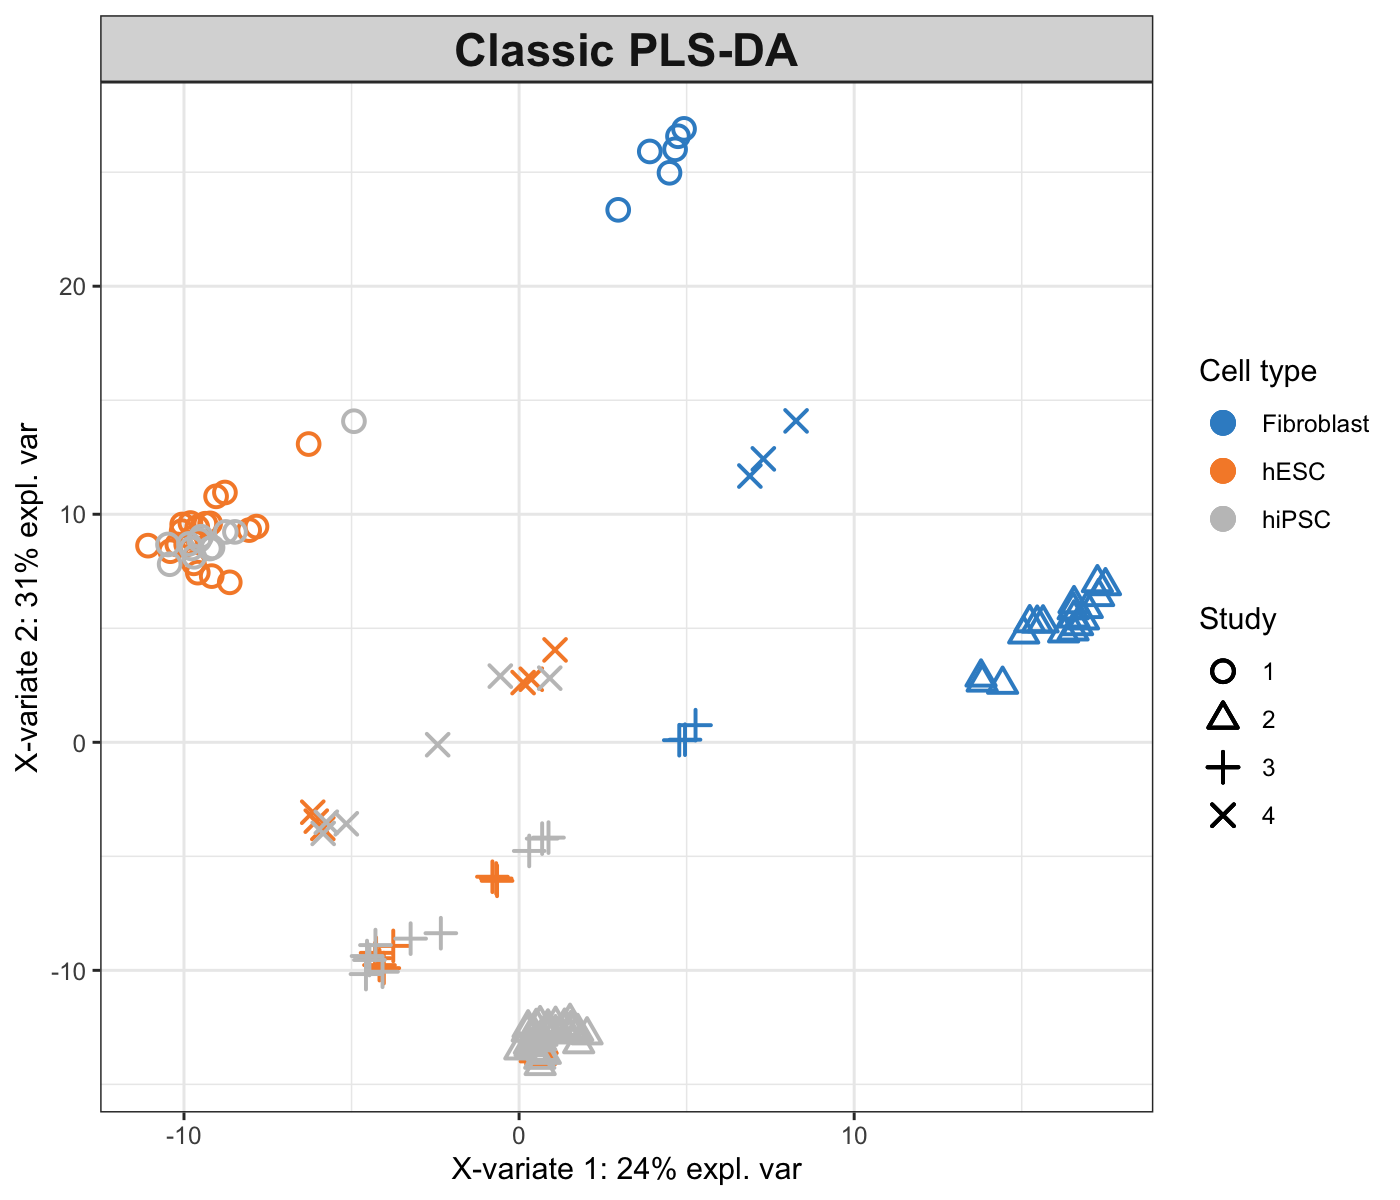 Classic PLS-DA
X-variate 2: 31% expl. var
20
10
0
-10
-10
0
10
X-variate 1: 24% expl. var
Cell type
Fibroblast
hESC
hiPSC
Study
1
2
3
4